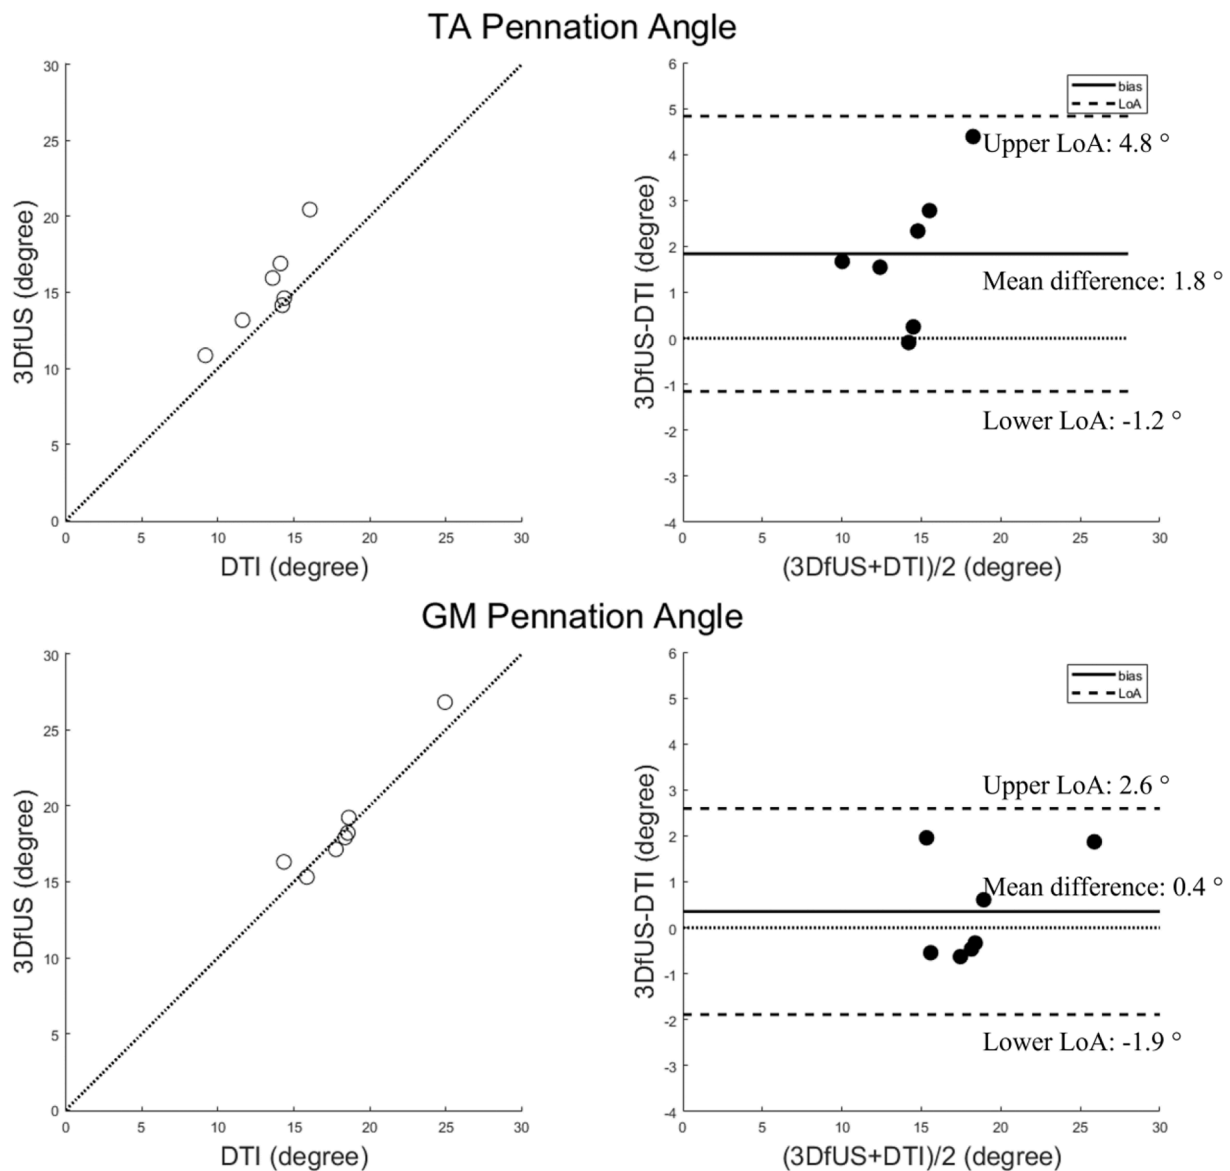 TA Pennation Angle
30
25
20
15
10
5
0
0 5 10 15 20 25 30
3DfUS (degree)
DTI (degree)
6
5
4
3
2
1
0
-1
-2
-3
-4
0 5 10 15 20 25 30
3DfUS-DTI (degree)
(3DfUS+DTI)/2 (degree)
bias
LoA
Upper LoA: 4.8 °
Mean difference: 1.8 °
Lower LoA: -1.2 °
GM Pennation Angle
30
25
20
15
10
5
0
0 5 10 15 20 25 30
3DfUS (degree)
DTI (degree)
6
5
4
3
2
1
0
-1
-2
-3
-4
0 5 10 15 20 25 30
3DfUS-DTI (degree)
(3DfUS+DTI)/2 (degree)
bias
LoA
Upper LoA: 2.6 °
Mean difference: 0.4 °
Lower LoA: -1.9 °